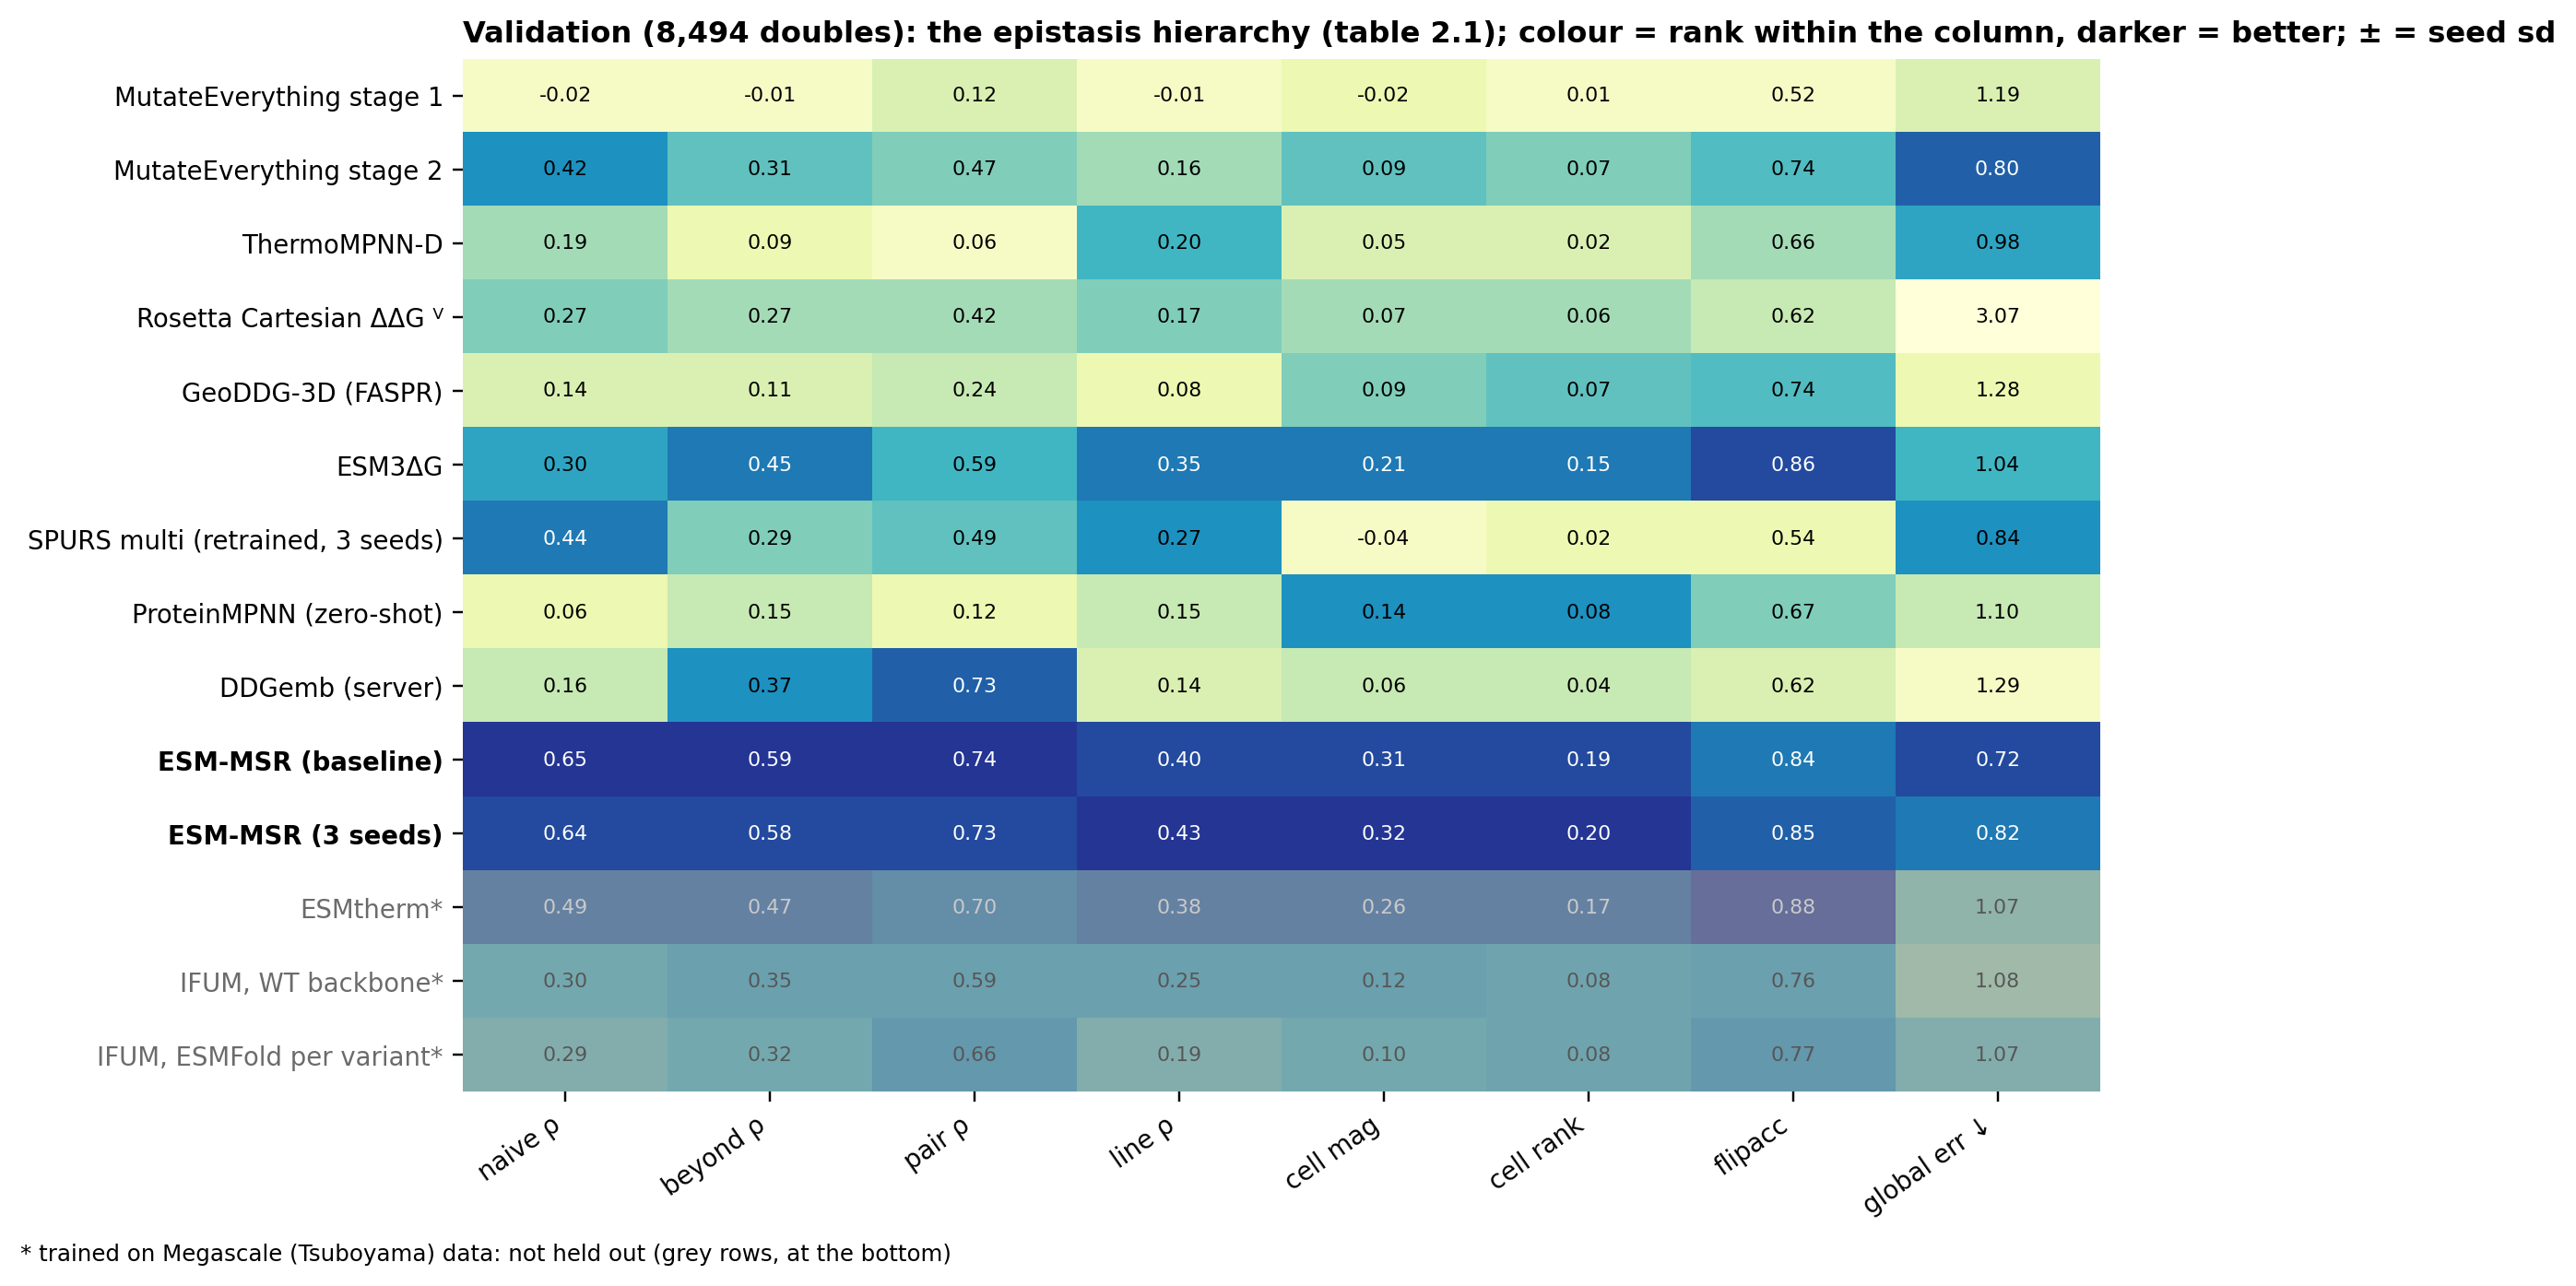 Validation (8,494 doubles): the epistasis hierarchy (table 2.1); colour = rank within the column, darker = better; ± = seed sd
MutateEverything stage 1 -0.02 -0.01 0.12 -0.01 -0.02 0.01 0.52 1.19
MutateEverything stage 2 0.42 0.31 0.47 0.16 0.09 0.07 0.74 0.80
ThermoMPNN-D 0.19 0.09 0.06 0.20 0.05 0.02 0.66 0.98
Rosetta Cartesian ΔΔG ⱽ 0.27 0.27 0.42 0.17 0.07 0.06 0.62 3.07
GeoDDG-3D (FASPR) 0.14 0.11 0.24 0.08 0.09 0.07 0.74 1.28
ESM3ΔG 0.30 0.45 0.59 0.35 0.21 0.15 0.86 1.04
SPURS multi (retrained, 3 seeds) 0.44 0.29 0.49 0.27 -0.04 0.02 0.54 0.84
ProteinMPNN (zero-shot) 0.06 0.15 0.12 0.15 0.14 0.08 0.67 1.10
DDGemb (server) 0.16 0.37 0.73 0.14 0.06 0.04 0.62 1.29
ESM-MSR (baseline) 0.65 0.59 0.74 0.40 0.31 0.19 0.84 0.72
ESM-MSR (3 seeds) 0.64 0.58 0.73 0.43 0.32 0.20 0.85 0.82
ESMtherm* 0.49 0.47 0.70 0.38 0.26 0.17 0.88 1.07
IFUM, WT backbone* 0.30 0.35 0.59 0.25 0.12 0.08 0.76 1.08
IFUM, ESMFold per variant* 0.29 0.32 0.66 0.19 0.10 0.08 0.77 1.07
naive ρ beyond ρ pair ρ line ρ cell mag cell rank flipacc global err ↓
* trained on Megascale (Tsuboyama) data: not held out (grey rows, at the bottom)